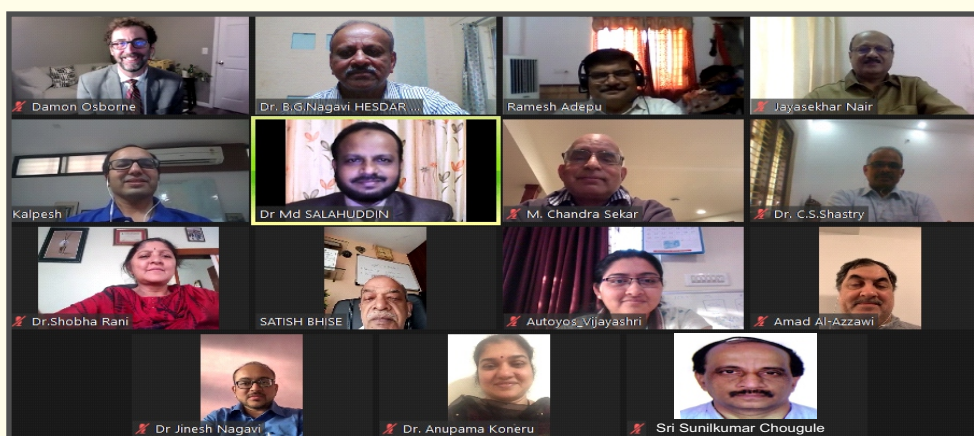 Damon Osborne
Dr. B.G.Nagavi HESDAR ...
Ramesh Adepu
Jayasekhar Nair
Kalpesh
Dr Md SALAHUDDIN
M. Chandra Sekar
Dr. C.S.Shastry
Dr.Shobha Rani
SATISH BHISE
Autoyos_Vijayashri
Amad Al-Azzawi
Dr Jinesh Nagavi
Dr. Anupama Koneru
Sri Sunilkumar Chougule